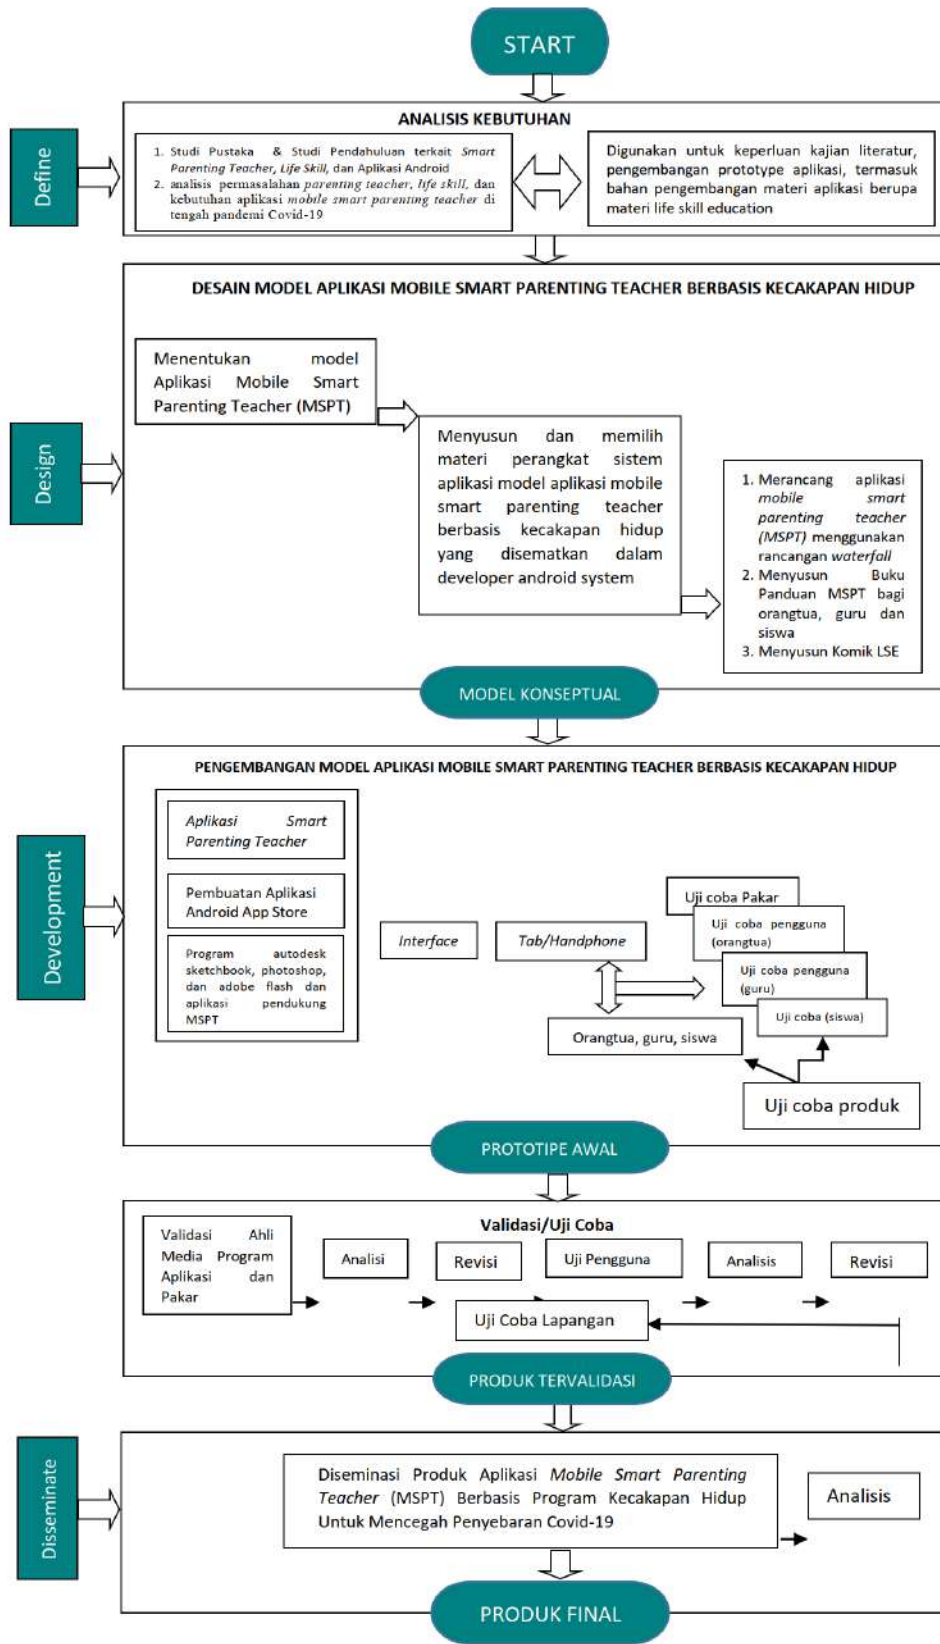 START
Define
ANALISIS KEBUTUHAN
1. Studi Pustaka & Studi Pendahuluan terkait Smart
Parenting Teacher, Life Skill, dan Aplikasi Android
2. analisis permasalahan parenting teacher, life skill, dan
kebutuhan aplikasi mobile smart parenting teacher di
tengah pandemi Covid-19
Digunakan untuk keperluan kajian literatur,
pengembangan prototype aplikasi, termasuk
bahan pengembangan materi aplikasi berupa
materi life skill education
Design
DESAIN MODEL APLIKASI MOBILE SMART PARENTING TEACHER BERBASIS KECAKAPAN HIDUP
Menentukan model
Aplikasi Mobile Smart
Parenting Teacher (MSPT)
Menyusun dan memilih
materi perangkat sistem
aplikasi model aplikasi mobile
smart parenting teacher
berbasis kecakapan hidup
yang disematkan dalam
developer android system
1. Merancang aplikasi
mobile smart
parenting teacher
(MSPT) menggunakan
rancangan waterfall
2. Menyusun Buku
Panduan MSPT bagi
orangtua, guru dan
siswa
3. Menyusun Komik LSE
MODEL KONSEPTUAL
Development
PENGEMBANGAN MODEL APLIKASI MOBILE SMART PARENTING TEACHER BERBASIS KECAKAPAN HIDUP
Aplikasi Smart
Parenting Teacher
Pembuatan Aplikasi
Android App Store
Program autodesk
sketchbook, photoshop,
dan adobe flash dan
aplikasi pendukung
MSPT
Interface
Tab/Handphone
Orangtua, guru, siswa
Uji coba Pakar
Uji coba pengguna
(orangtua)
Uji coba pengguna
(guru)
Uji coba (siswa)
Uji coba produk
PROTOTIPE AWAL
Validasi/Uji Coba
Validasi Ahli
Media Program
Aplikasi dan
Pakar
Analisi
Revisi
Uji Pengguna
Analisis
Revisi
Uji Coba Lapangan
PRODUK TERVALIDASI
Disseminate
Diseminasi Produk Aplikasi Mobile Smart Parenting
Teacher (MSPT) Berbasis Program Kecakapan Hidup
Untuk Mencegah Penyebaran Covid-19
Analisis
PRODUK FINAL